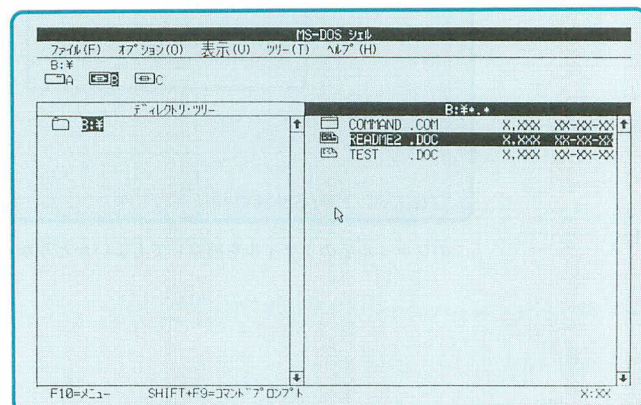 MS-DOS シェル
ファイル(F) オプション(O) 表示(V) ツリー(T) ヘルプ(H)
B:¥
A B C
ディレクトリ・ツリー B:¥*.*
B:¥ COMMAND .COM X,XXX XX-XX-XX
README2 .DOC X,XXX XX-XX-XX
TEST .DOC X,XXX XX-XX-XX
F10=メニュー SHIFT+F9=コマンドプロンプト X:XX